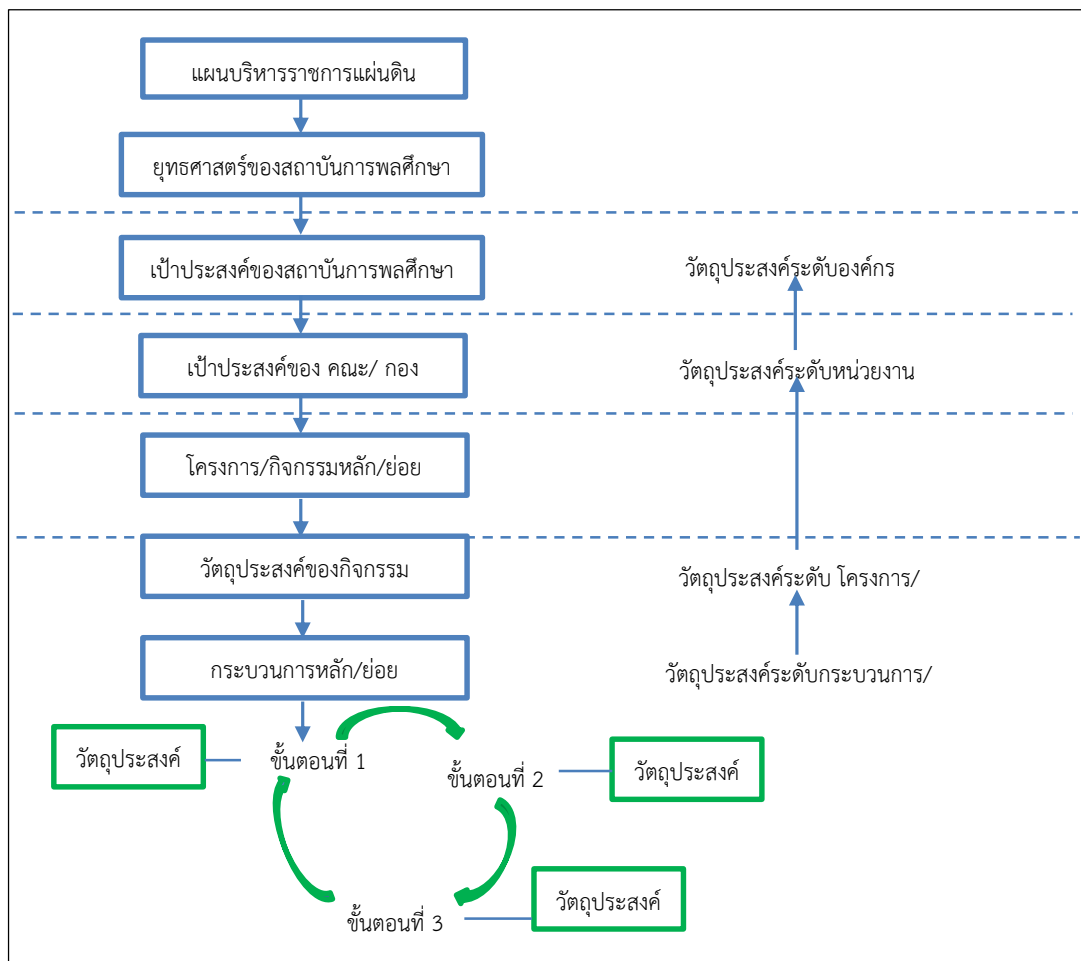 แผนบริหารราชการแผ่นดิน
ยุทธศาสตร์ของสถาบันการพลศึกษา
เป้าประสงค์ของสถาบันการพลศึกษา
วัตถุประสงค์ระดับองค์กร
เป้าประสงค์ของ คณะ/ กอง
วัตถุประสงค์ระดับหน่วยงาน
โครงการ/กิจกรรมหลัก/ย่อย
วัตถุประสงค์ของกิจกรรม
วัตถุประสงค์ระดับ โครงการ/
กระบวนการหลัก/ย่อย
วัตถุประสงค์ระดับกระบวนการ/
วัตถุประสงค์
ขั้นตอนที่ 1
ขั้นตอนที่ 2
วัตถุประสงค์
ขั้นตอนที่ 3
วัตถุประสงค์